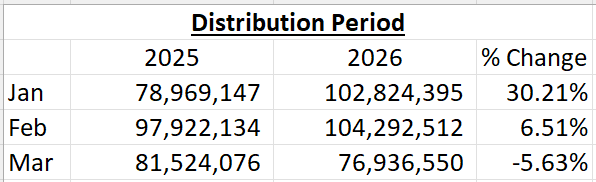 Distribution Period
2025 2026 % Change
Jan 78,969,147 102,824,395 30.21%
Feb 97,922,134 104,292,512 6.51%
Mar 81,524,076 76,936,550 -5.63%